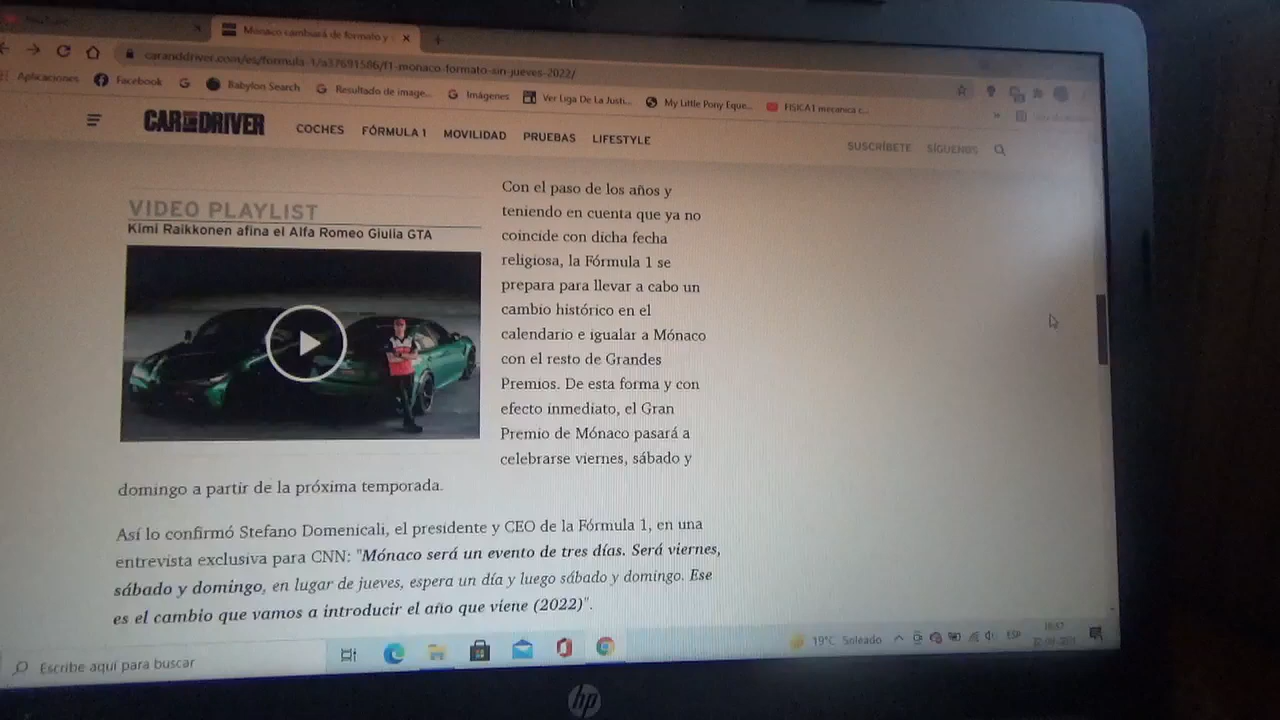 Mónaco cambiará de formato y
caranddriver.com/es/formula-1/a37691586/f1-monaco-formato-sin-jueves-2022/
Aplicaciones Facebook G Babylon Search Resultado de image... Imágenes Ver Liga De La Justi... My Little Pony Eque... FISICA I mecanica c...
CAR AND DRIVER COCHES FÓRMULA 1 MOVILIDAD PRUEBAS LIFESTYLE SUSCRÍBETE SÍGUENOS
VIDEO PLAYLIST
Kimi Raikkonen afina el Alfa Romeo Giulia GTA
Con el paso de los años y
teniendo en cuenta que ya no
coincide con dicha fecha
religiosa, la Fórmula 1 se
prepara para llevar a cabo un
cambio histórico en el
calendario e igualar a Mónaco
con el resto de Grandes
Premios. De esta forma y con
efecto inmediato, el Gran
Premio de Mónaco pasará a
celebrarse viernes, sábado y
domingo a partir de la próxima temporada.
Así lo confirmó Stefano Domenicali, el presidente y CEO de la Fórmula 1, en una
entrevista exclusiva para CNN: "Mónaco será un evento de tres días. Será viernes,
sábado y domingo, en lugar de jueves, espera un día y luego sábado y domingo. Ese
es el cambio que vamos a introducir el año que viene (2022)".
Escribe aquí para buscar 19°C Soleado ESP
hp